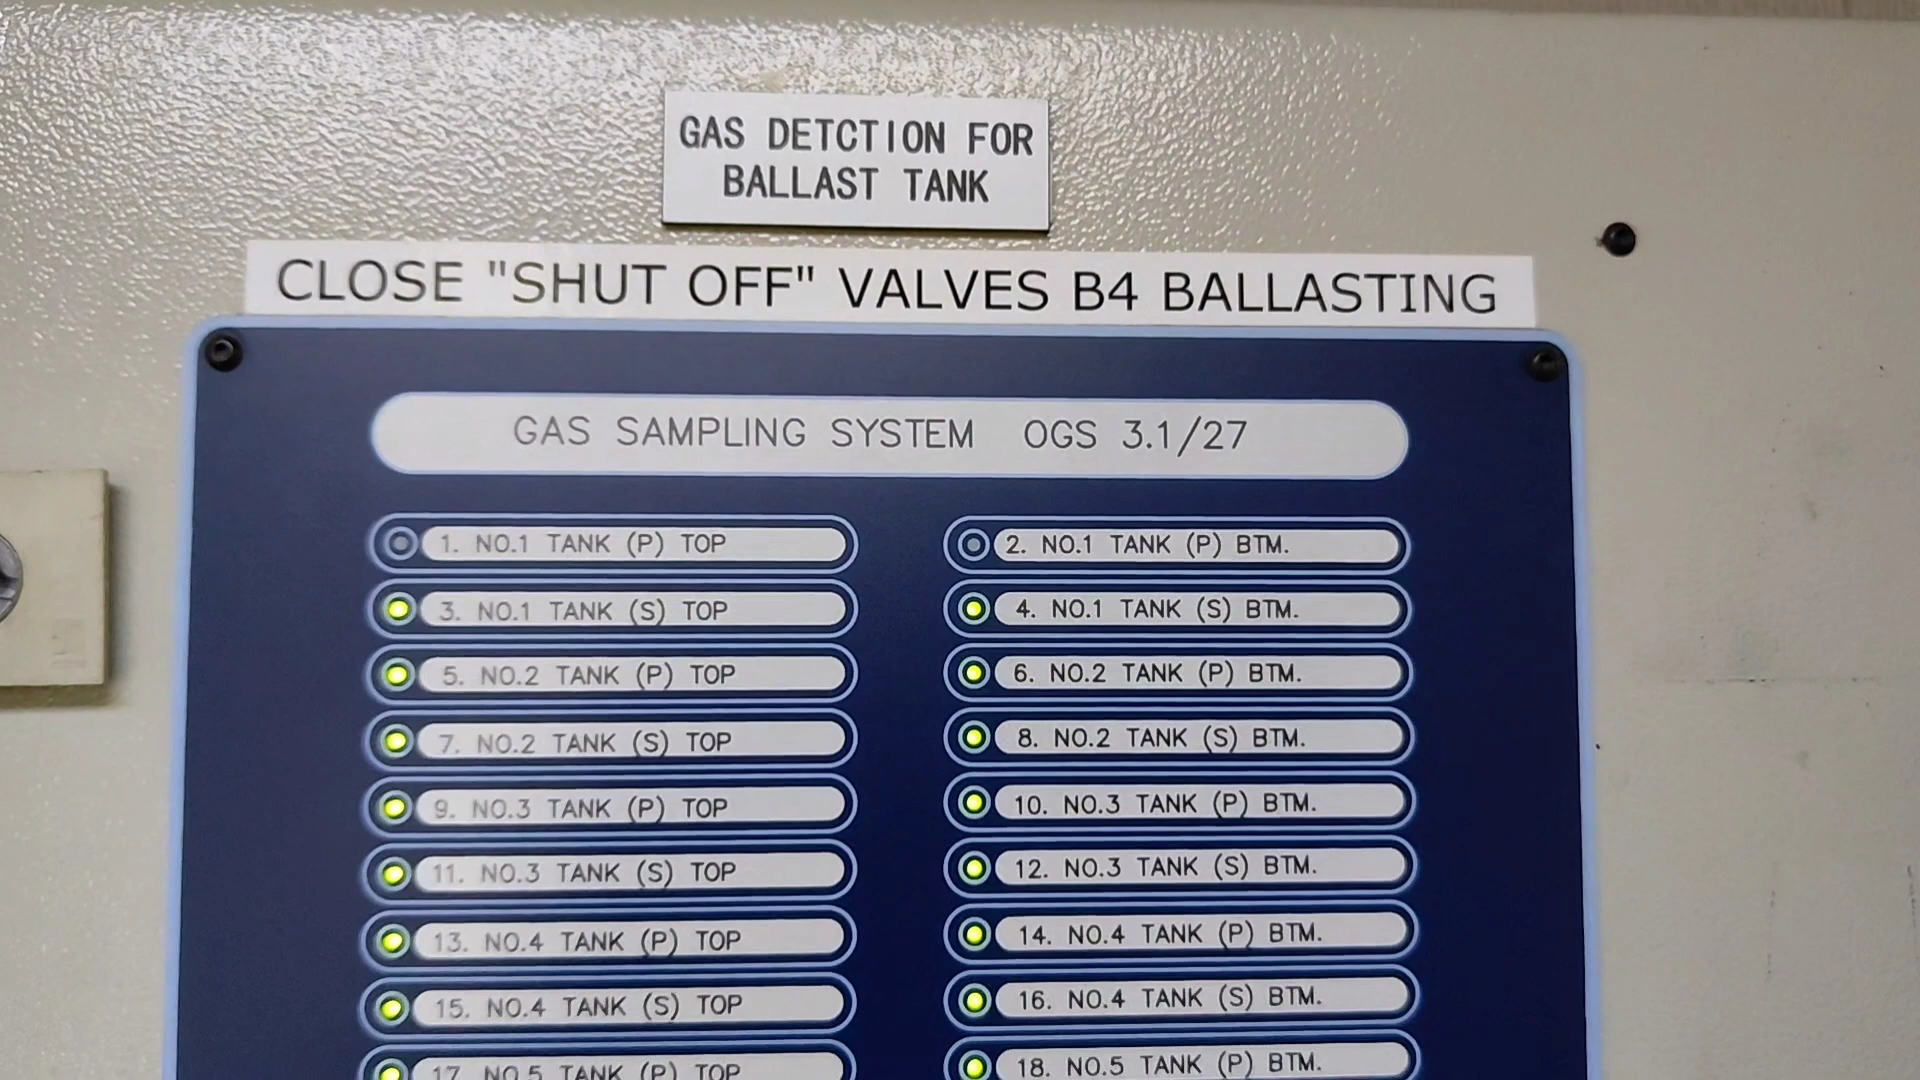 GAS DETCTION FOR
BALLAST TANK
CLOSE "SHUT OFF" VALVES B4 BALLASTING
GAS SAMPLING SYSTEM OGS 3.1/27
1. NO.1 TANK (P) TOP
2. NO.1 TANK (P) BTM.
3. NO.1 TANK (S) TOP
4. NO.1 TANK (S) BTM.
5. NO.2 TANK (P) TOP
6. NO.2 TANK (P) BTM.
7. NO.2 TANK (S) TOP
8. NO.2 TANK (S) BTM.
9. NO.3 TANK (P) TOP
10. NO.3 TANK (P) BTM.
11. NO.3 TANK (S) TOP
12. NO.3 TANK (S) BTM.
13. NO.4 TANK (P) TOP
14. NO.4 TANK (P) BTM.
15. NO.4 TANK (S) TOP
16. NO.4 TANK (S) BTM.
17. NO.5 TANK (P) TOP
18. NO.5 TANK (P) BTM.